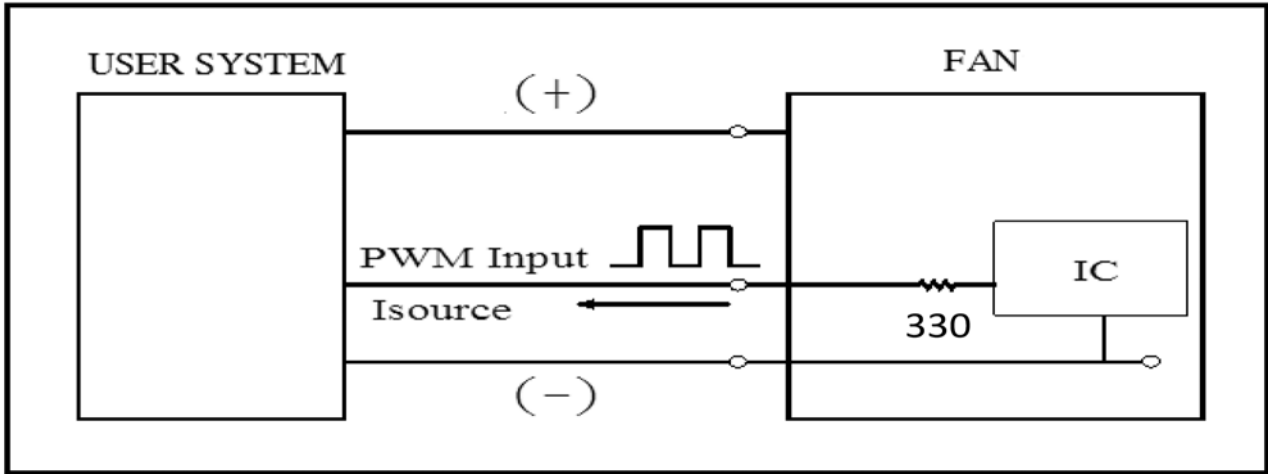 USER SYSTEM
FAN
(+)
PWM Input
IC
Isource
330
(-)